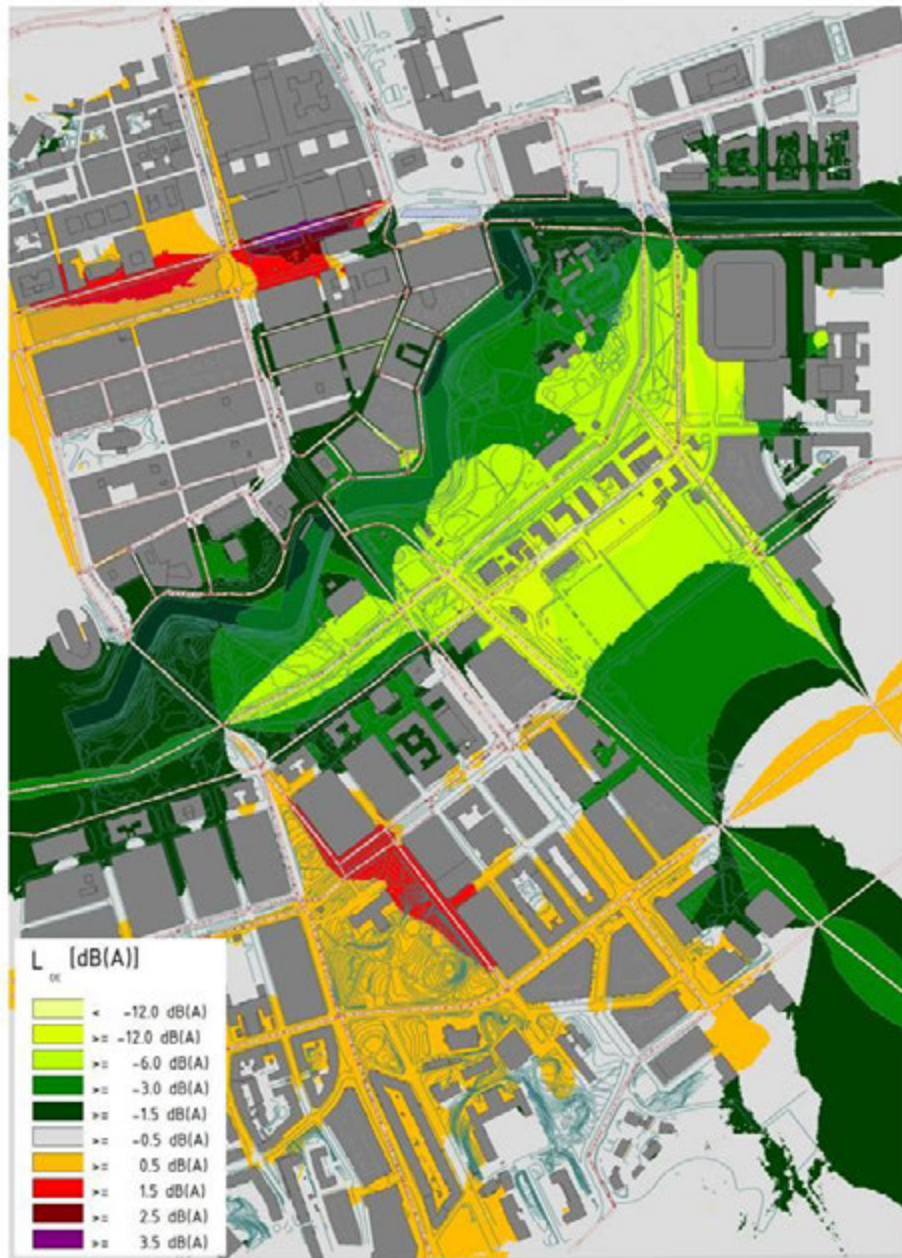 L DE [dB(A)]
< -12.0 dB(A)
>= -12.0 dB(A)
>= -6.0 dB(A)
>= -3.0 dB(A)
>= -1.5 dB(A)
>= -0.5 dB(A)
>= 0.5 dB(A)
>= 1.5 dB(A)
>= 2.5 dB(A)
>= 3.5 dB(A)